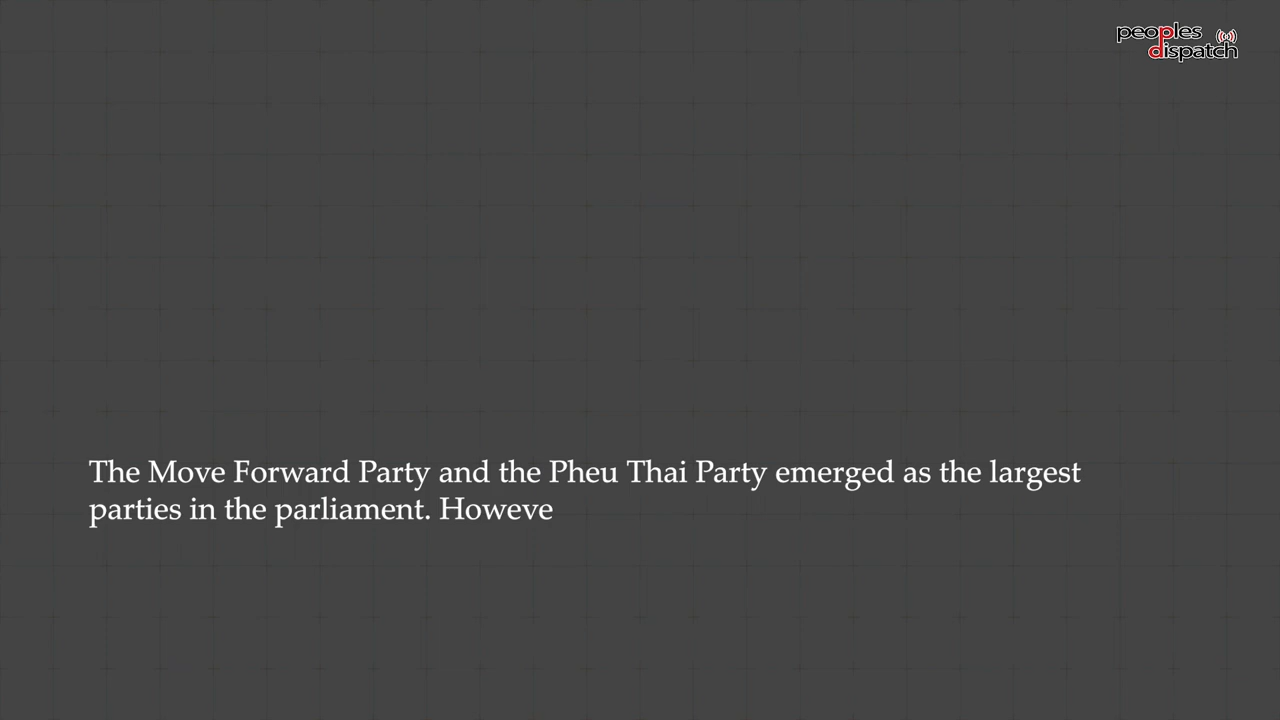 peoples
dispatch
The Move Forward Party and the Pheu Thai Party emerged as the largest
parties in the parliament. Howeve